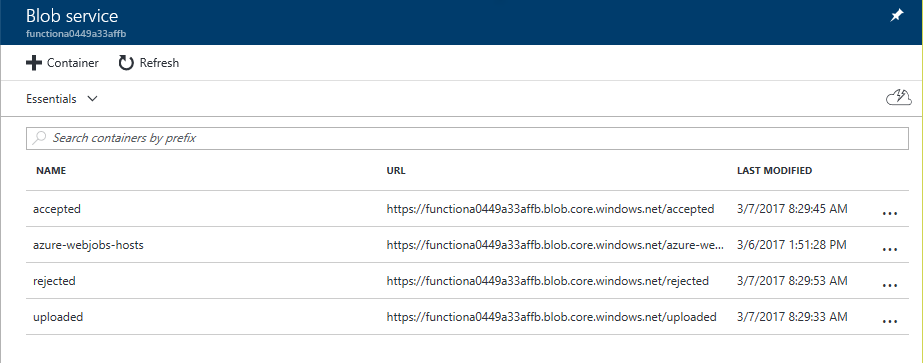 Blob service
functiona0449a33affb
Container Refresh
Essentials
Search containers by prefix
NAME URL LAST MODIFIED
accepted https://functiona0449a33affb.blob.core.windows.net/accepted 3/7/2017 8:29:45 AM ...
azure-webjobs-hosts https://functiona0449a33affb.blob.core.windows.net/azure-we... 3/6/2017 1:51:28 PM ...
rejected https://functiona0449a33affb.blob.core.windows.net/rejected 3/7/2017 8:29:53 AM ...
uploaded https://functiona0449a33affb.blob.core.windows.net/uploaded 3/7/2017 8:29:33 AM ...